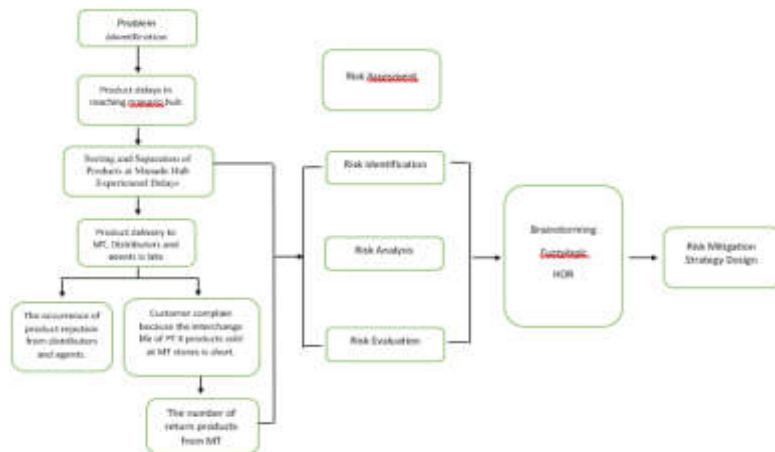 Problem
Identification
Product delays in
reaching manado hub
Sorting and Separation of
Products at Manado Hub
Experienced Delays
Product delivery to
MT, Distributors and
agents is late
The occurrence of
product rejection
from distributors
and agents.
Customer complain
because the interchange
life of PT X products sold
at MT stores is short.
The number of
return products
from MT
Risk Assesment
Risk Identification
Risk Analysis
Risk Evaluation
Brainstorming
Fuzzylogic
HOR
Risk Mitigation
Strategy Design